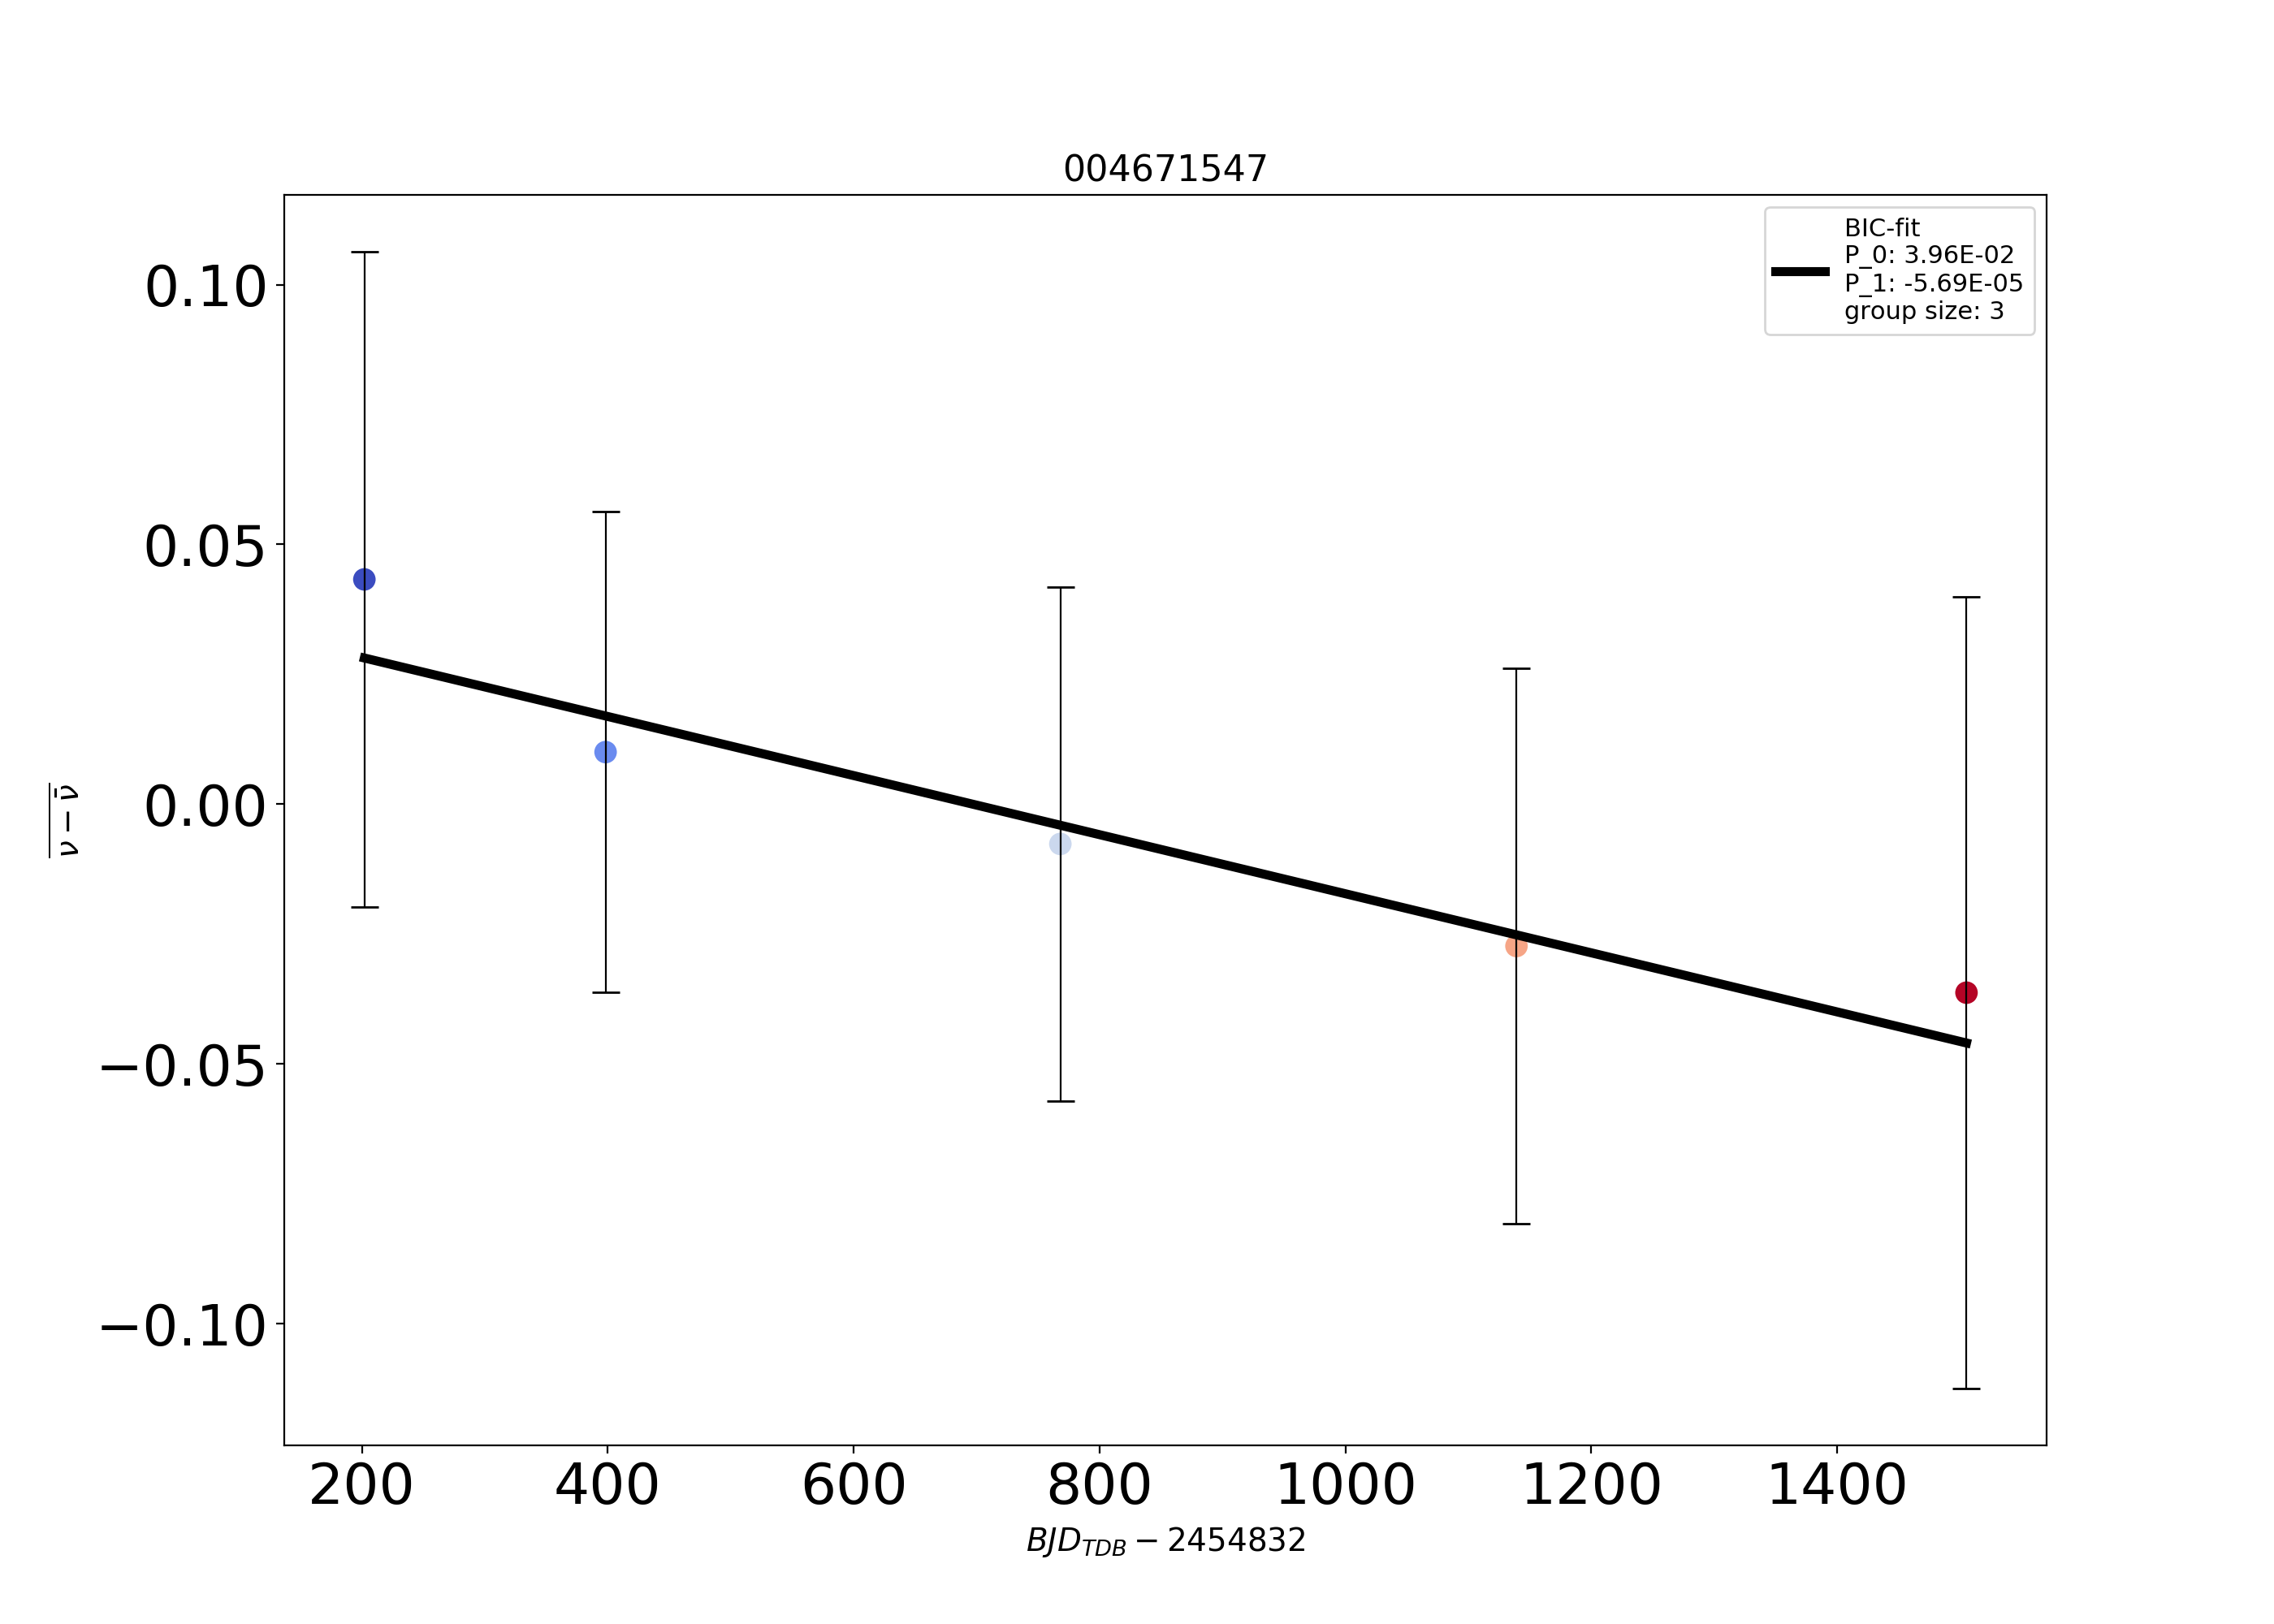 004671547
BIC-fit
P_0: 3.96E-02
P_1: -5.69E-05
group size: 3
0.10
0.05
0.00
−0.05
−0.10
ν − ν̄
200 400 600 800 1000 1200 1400
BJD_TDB − 2454832